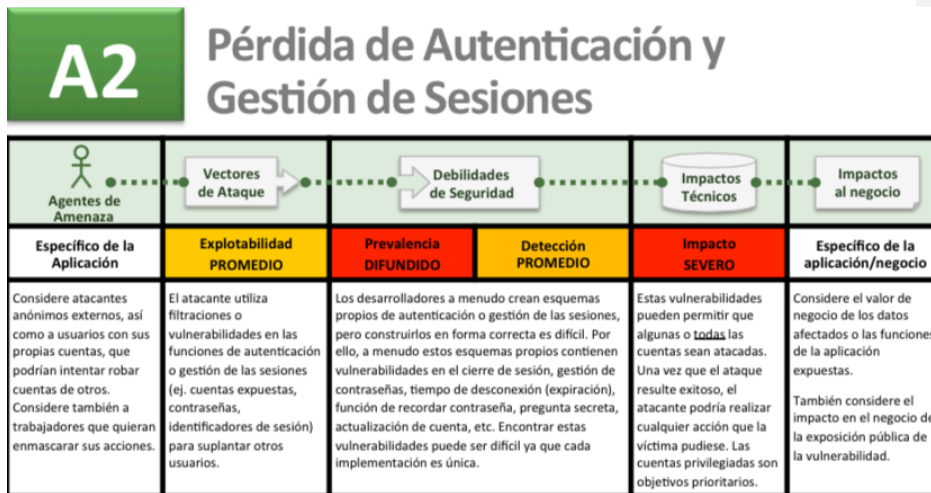 A2
Pérdida de Autenticación y
Gestión de Sesiones
Agentes de
Amenaza
Vectores
de Ataque
Debilidades
de Seguridad
Impactos
Técnicos
Impactos
al negocio
Específico de la
Aplicación
Explotabilidad
PROMEDIO
Prevalencia
DIFUNDIDO
Detección
PROMEDIO
Impacto
SEVERO
Específico de la
aplicación/negocio
Considere atacantes
anónimos externos, así
como a usuarios con sus
propias cuentas, que
podrían intentar robar
cuentas de otros.
Considere también a
trabajadores que quieran
enmascarar sus acciones.
El atacante utiliza
filtraciones o
vulnerabilidades en las
funciones de autenticación
o gestión de las sesiones
(ej. cuentas expuestas,
contraseñas,
identificadores de sesión)
para suplantar otros
usuarios.
Los desarrolladores a menudo crean esquemas
propios de autenticación o gestión de las sesiones,
pero construirlos en forma correcta es difícil. Por
ello, a menudo estos esquemas propios contienen
vulnerabilidades en el cierre de sesión, gestión de
contraseñas, tiempo de desconexión (expiración),
función de recordar contraseña, pregunta secreta,
actualización de cuenta, etc. Encontrar estas
vulnerabilidades puede ser difícil ya que cada
implementación es única.
Estas vulnerabilidades
pueden permitir que
algunas o todas las
cuentas sean atacadas.
Una vez que el ataque
resulte exitoso, el
atacante podría realizar
cualquier acción que la
víctima pudiese. Las
cuentas privilegiadas son
objetivos prioritarios.
Considere el valor de
negocio de los datos
afectados o las funciones
de la aplicación
expuestas.
También considere el
impacto en el negocio de
la exposición pública de
la vulnerabilidad.